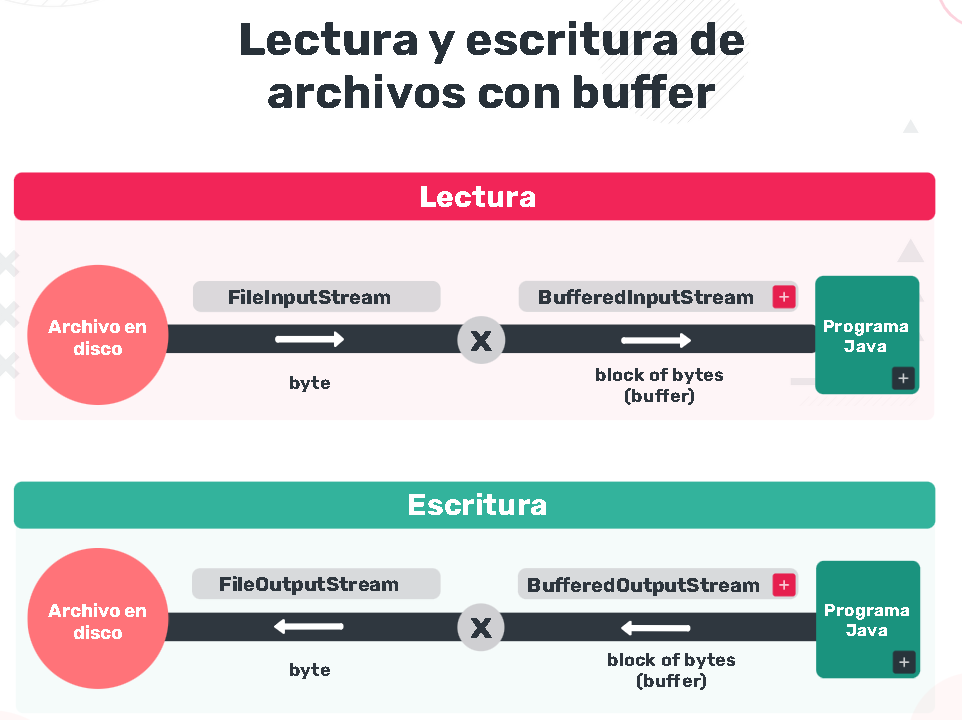 Lectura y escritura de
archivos con buffer
Lectura
Archivo en
disco
FileInputStream
byte
X
BufferedInputStream +
block of bytes
(buffer)
Programa
Java
+
Escritura
Archivo en
disco
FileOutputStream
byte
X
BufferedOutputStream +
block of bytes
(buffer)
Programa
Java
+